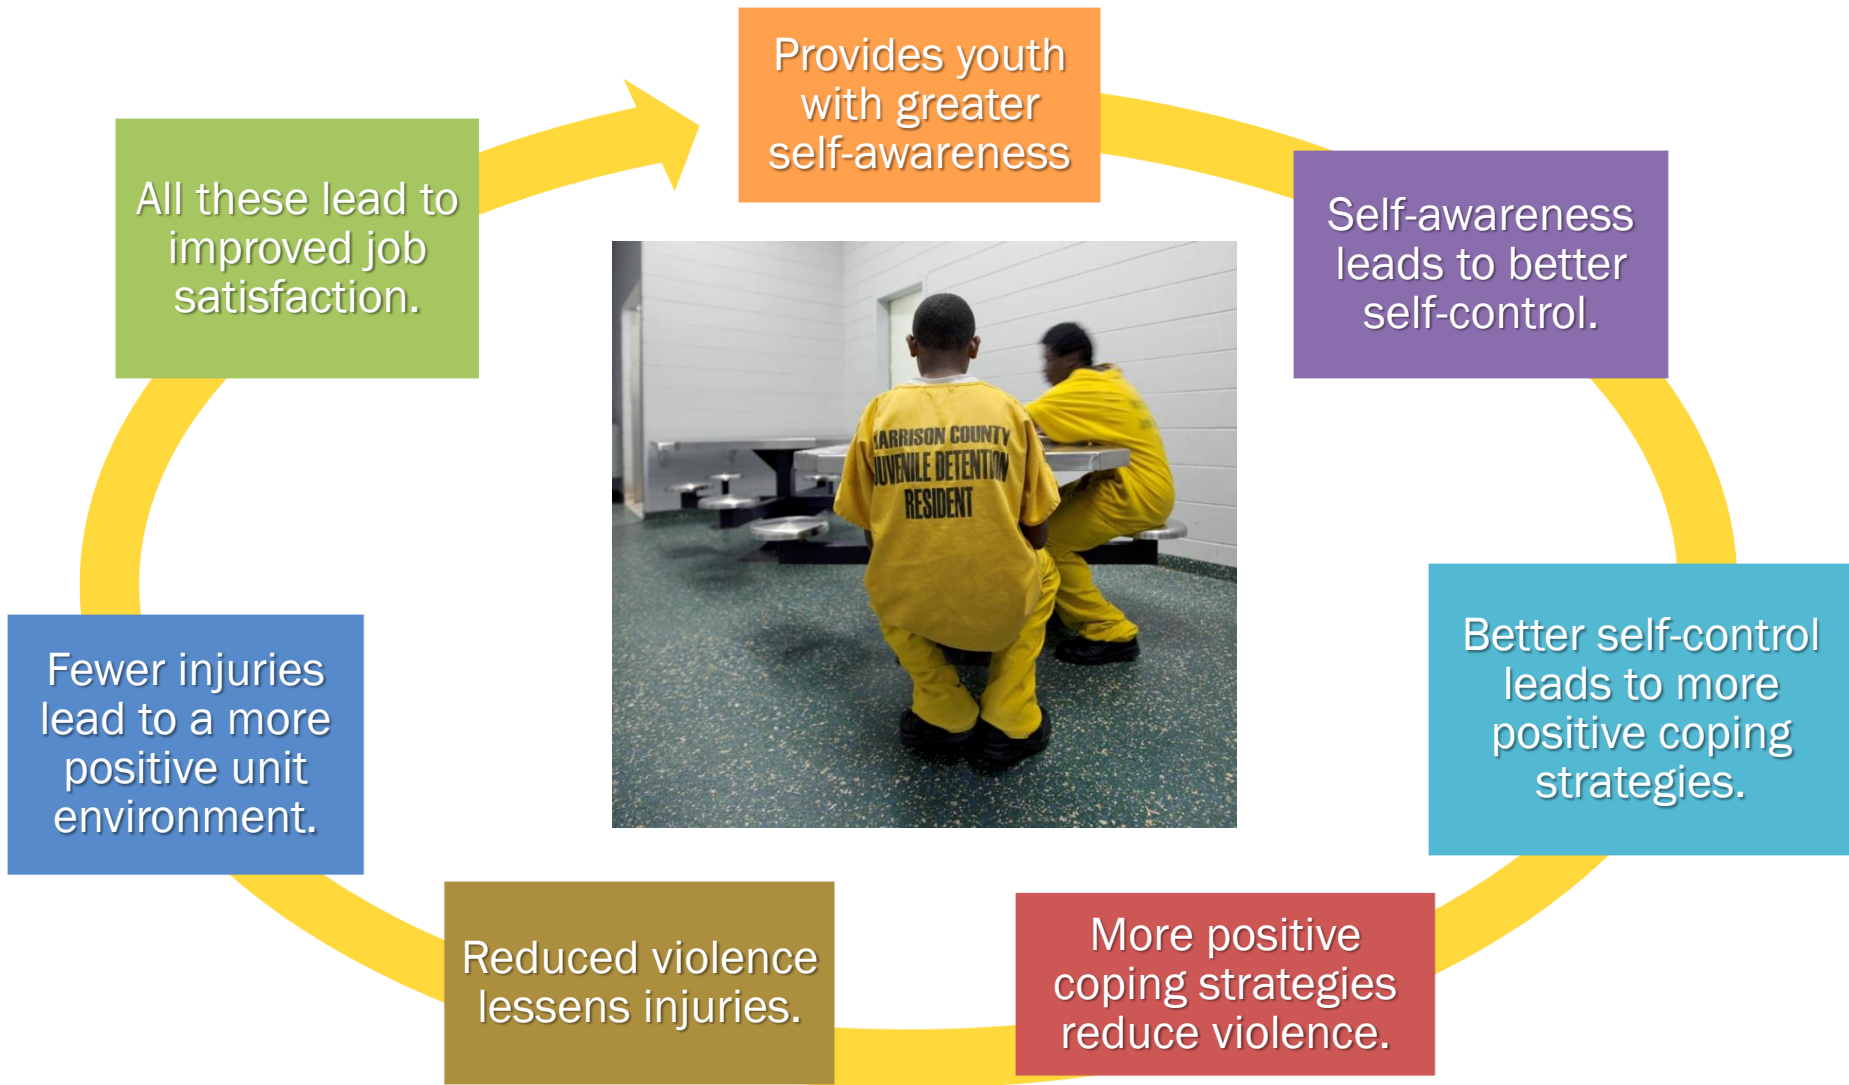 Provides youth
with greater
self-awareness
Self-awareness
leads to better
self-control.
Better self-control
leads to more
positive coping
strategies.
More positive
coping strategies
reduce violence.
Reduced violence
lessens injuries.
Fewer injuries
lead to a more
positive unit
environment.
All these lead to
improved job
satisfaction.
HARRISON COUNTY
JUVENILE DETENTION
RESIDENT